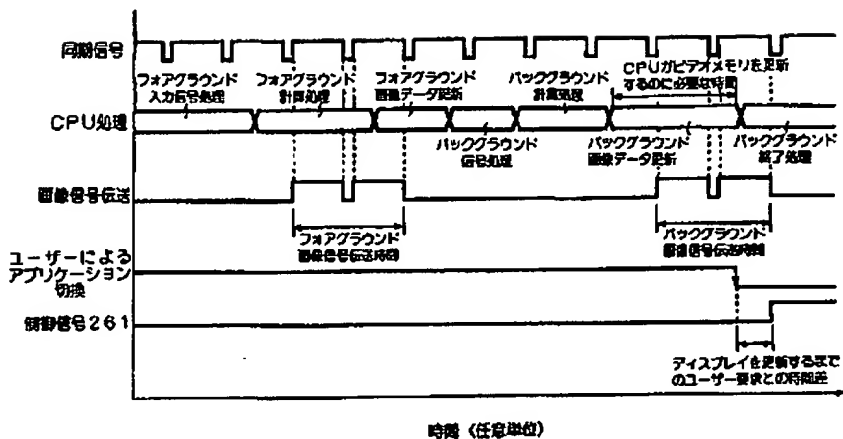 同期信号
フォアグラウンド
入力信号処理
フォアグラウンド
計算処理
フォアグラウンド
画像データ更新
バックグラウンド
計算処理
CPUがビデオメモリを更新
するのに必要な時間
CPU処理
バックグラウンド
信号処理
バックグラウンド
画像データ更新
バックグラウンド
終了処理
画像信号伝送
フォアグラウンド
画像信号伝送時間
バックグラウンド
画像信号伝送時間
ユーザーによる
アプリケーション
切換
制御信号261
ディスプレイを更新するまで
のユーザー要求との時間差
時間（任意単位）